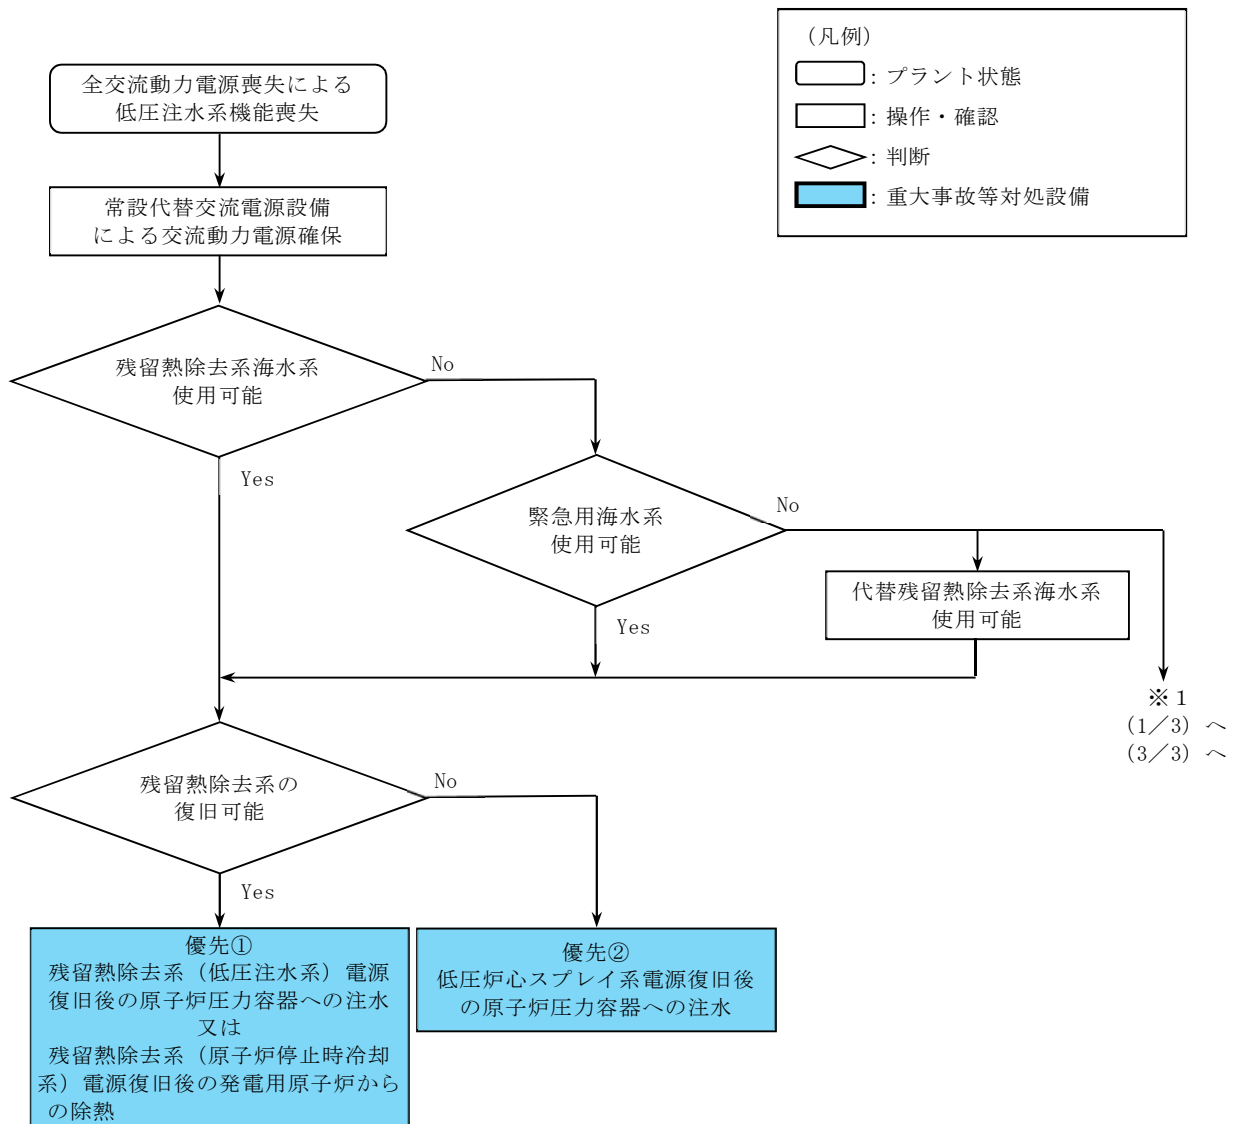 (凡例)
: プラント状態
: 操作・確認
: 判断
: 重大事故等対処設備
全交流動力電源喪失による
低圧注水系機能喪失
常設代替交流電源設備
による交流動力電源確保
残留熱除去系海水系
使用可能
No
Yes
緊急用海水系
使用可能
No
Yes
代替残留熱除去系海水系
使用可能
※1
(1/3) へ
(3/3) へ
残留熱除去系の
復旧可能
No
Yes
優先①
残留熱除去系(低圧注水系)電源
復旧後の原子炉圧力容器への注水
又は
残留熱除去系(原子炉停止時冷却
系)電源復旧後の発電用原子炉から
の除熱
優先②
低圧炉心スプレイ系電源復旧後
の原子炉圧力容器への注水